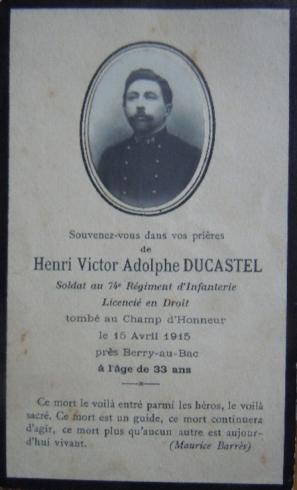 Souvenez-vous dans vos prières
de
Henri Victor Adolphe DUCASTEL
Soldat au 74e Régiment d'Infanterie
Licencié en Droit
tombé au Champ d'Honneur
le 15 Avril 1915
près Berry-au-Bac
à l'âge de 33 ans
Ce mort le voilà entré parmi les héros, le voilà
sacré. Ce mort est un guide, ce mort continuera
d'agir, ce mort plus qu'aucun autre est aujour-
d'hui vivant. (Maurice Barrès)